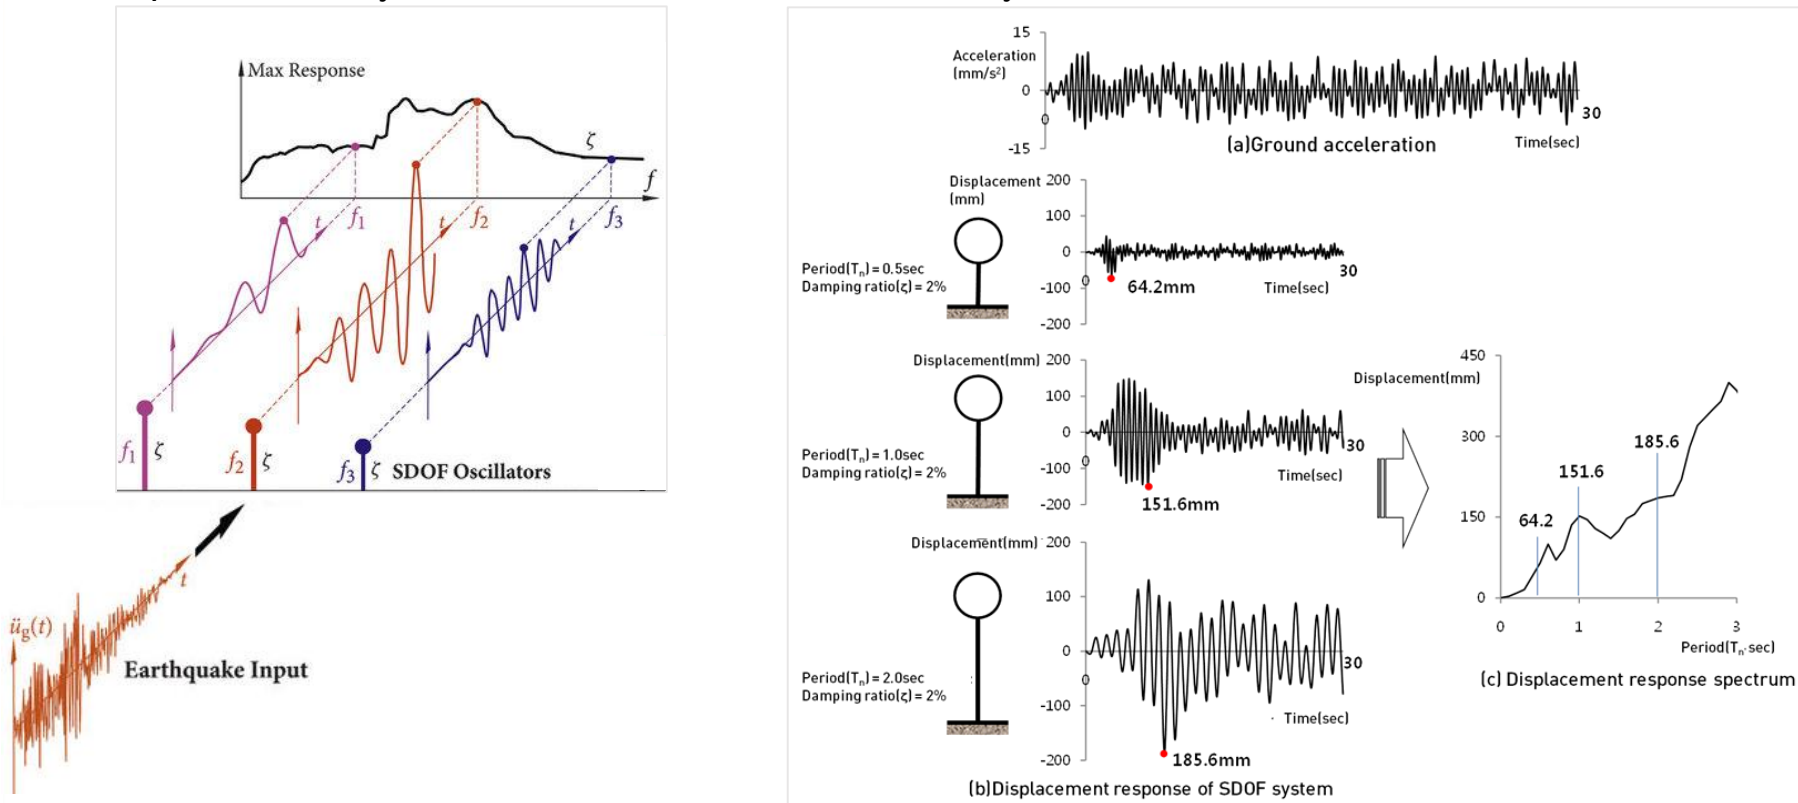 Max Response
ζ
f
t
f1
t
f2
t
f3
f1 ζ
f2 ζ
f3 ζ
SDOF Oscillators
t
üg(t)
Earthquake Input
15
Acceleration
(mm/s²)
0
0
30
-15
(a)Ground acceleration
Time(sec)
Displacement
(mm)
200
100
0
0
-100
-200
30
Period(Tn) = 0.5sec
Damping ratio(ζ) = 2%
64.2mm
Time(sec)
Displacement(mm)
200
100
0
0
-100
-200
30
Period(Tn) = 1.0sec
Damping ratio(ζ) = 2%
Time(sec)
151.6mm
Displacement(mm)
200
100
0
0
-100
-200
30
Period(Tn) = 2.0sec
Damping ratio(ζ) = 2%
Time(sec)
185.6mm
(b)Displacement response of SDOF system
450
Displacement(mm)
300
185.6
151.6
150
64.2
0
0 1 2 3
Period(Tn·sec)
(c) Displacement response spectrum